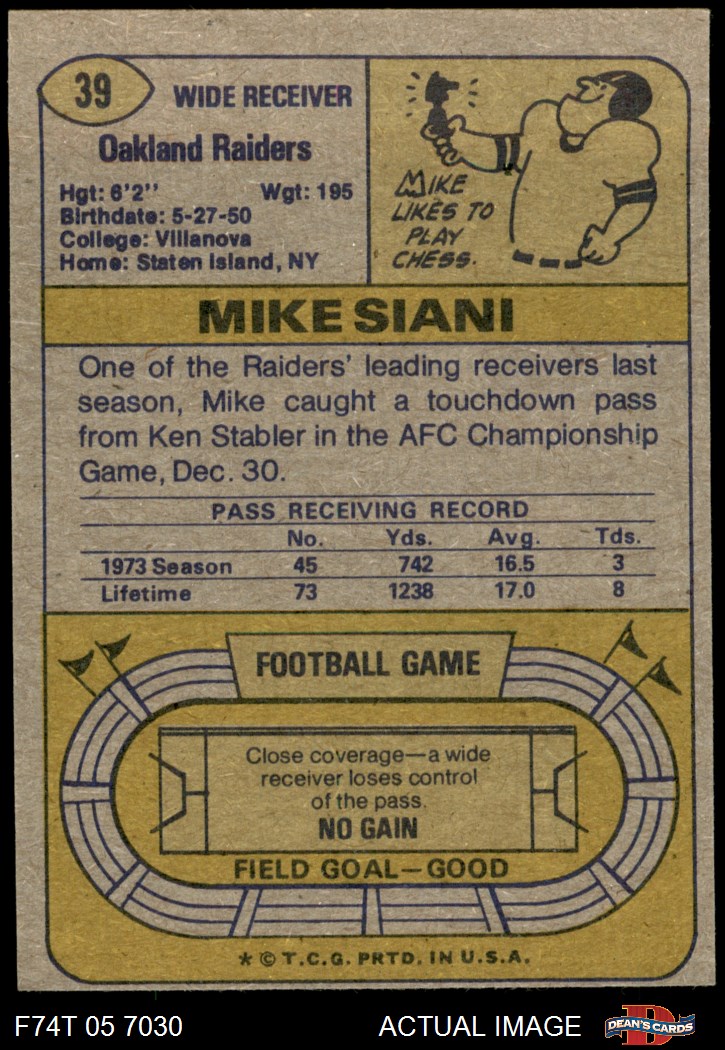 39
WIDE RECEIVER
Oakland Raiders
Hgt: 6'2" Wgt: 195
Birthdate: 5-27-50
College: Villanova
Home: Staten Island, NY
MIKE
LIKES TO
PLAY
CHESS.
MIKE SIANI
One of the Raiders' leading receivers last
season, Mike caught a touchdown pass
from Ken Stabler in the AFC Championship
Game, Dec. 30.
PASS RECEIVING RECORD
No. Yds. Avg. Tds.
1973 Season 45 742 16.5 3
Lifetime 73 1238 17.0 8
FOOTBALL GAME
Close coverage—a wide
receiver loses control
of the pass.
NO GAIN
FIELD GOAL—GOOD
* © T.C.G. PRTD. IN U.S.A.
F74T 05 7030 ACTUAL IMAGE
D
DEAN'S CARDS